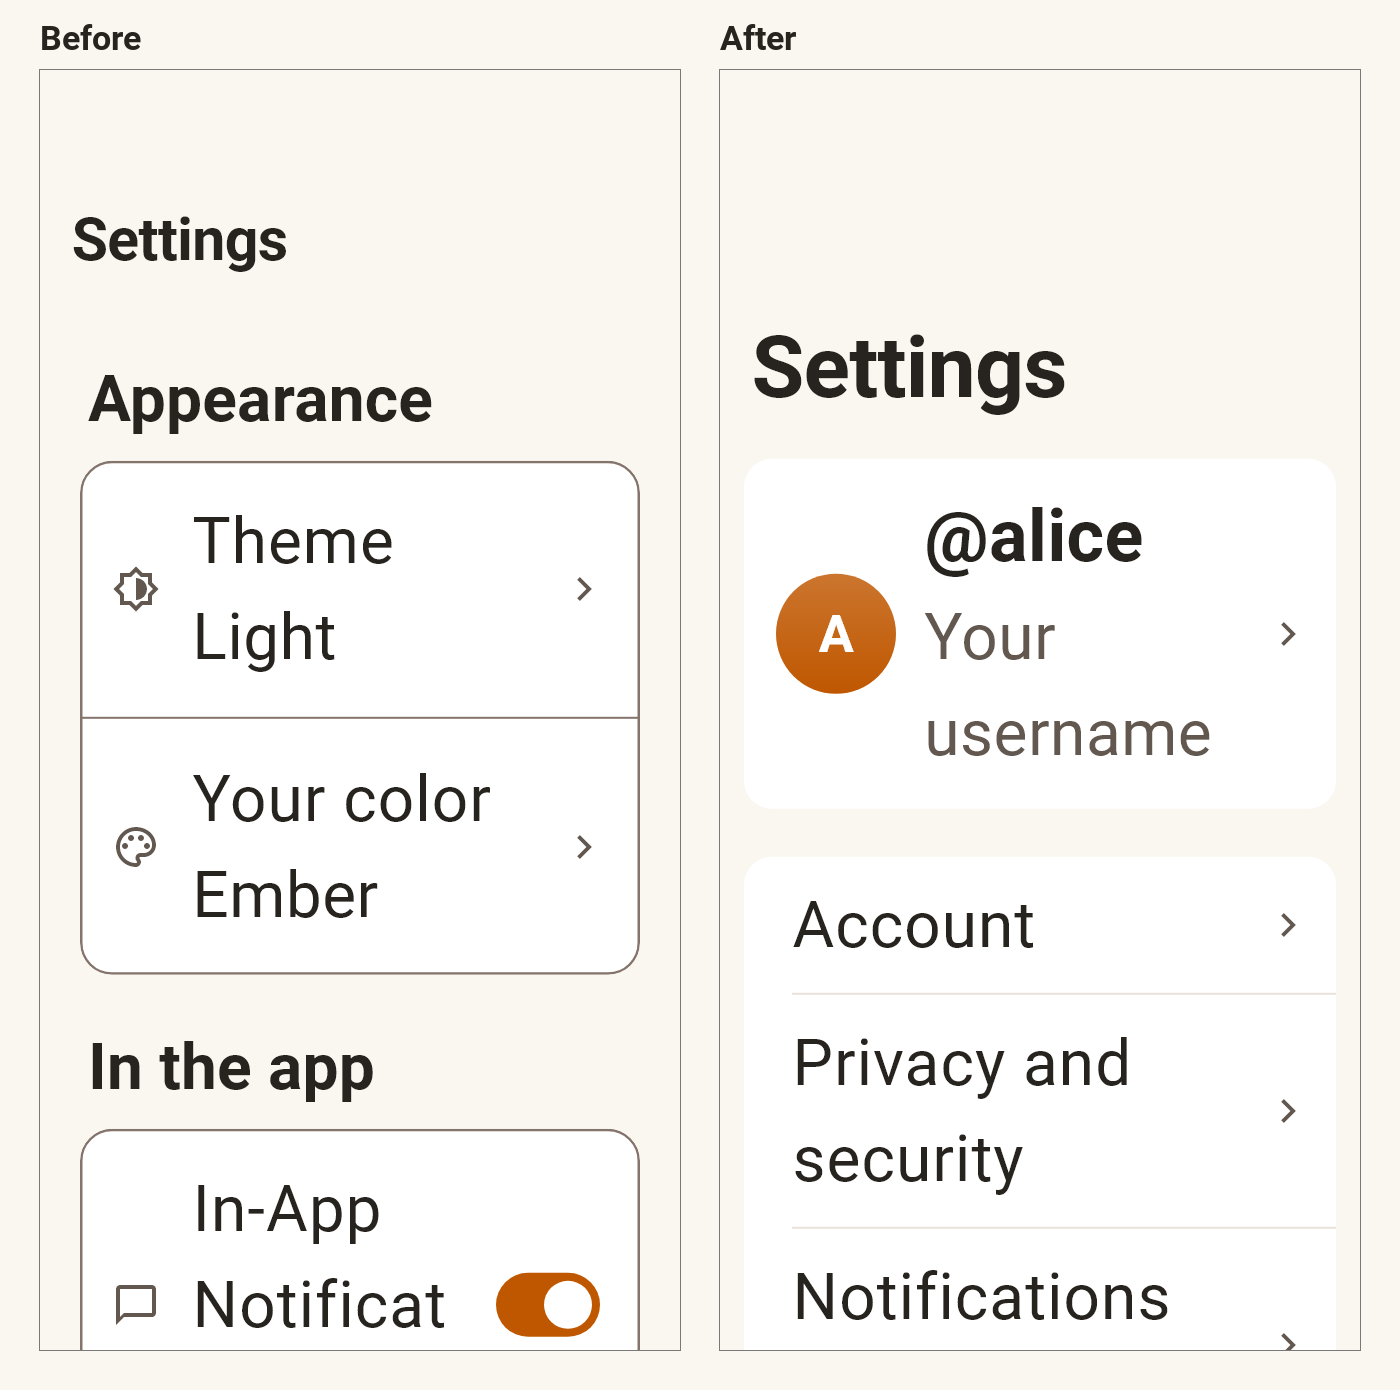 Before
Settings
Appearance
Theme
Light
Your color
Ember
In the app
In-App
Notificat
After
Settings
A
@alice
Your
username
Account
Privacy and
security
Notifications